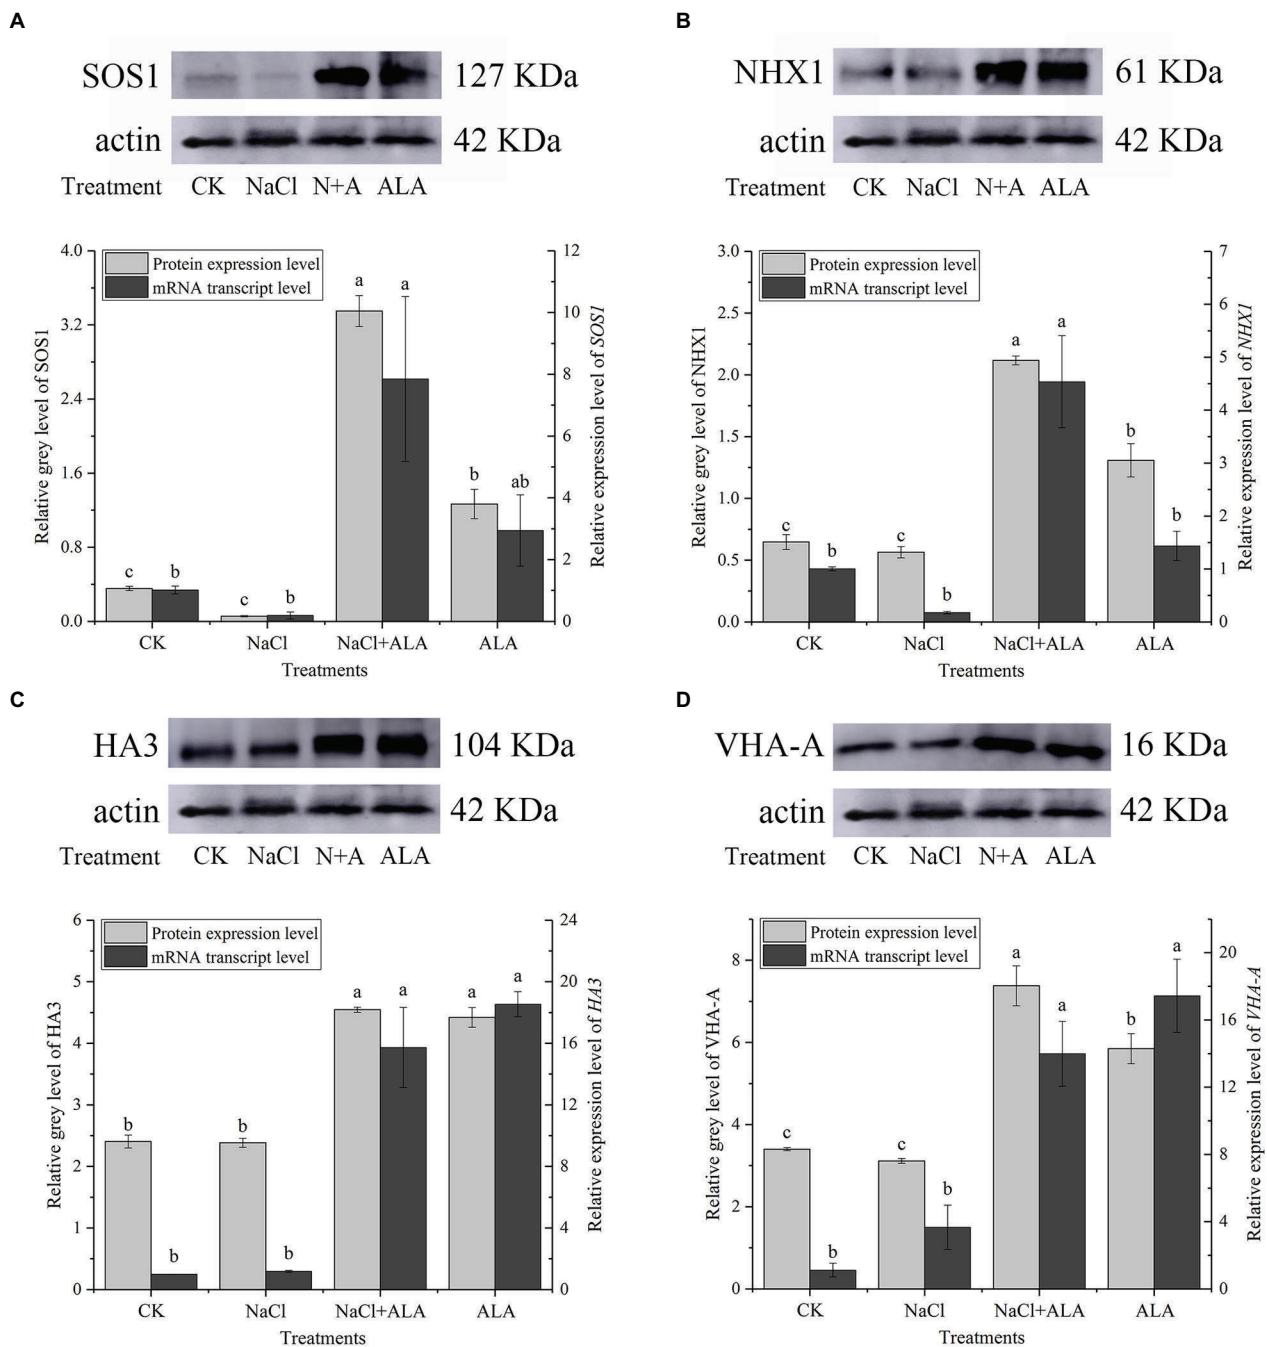 A
SOS1 127 KDa
actin 42 KDa
Treatment CK NaCl N+A ALA
4.0
3.2
2.4
1.6
0.8
0.0
Relative grey level of SOS1
Protein expression level
mRNA transcript level
c b
c b
a a
b ab
12
10
8
6
4
2
0
Relative expression level of SOS1
CK NaCl NaCl+ALA ALA
Treatments
B
NHX1 61 KDa
actin 42 KDa
Treatment CK NaCl N+A ALA
3.0
2.5
2.0
1.5
1.0
0.5
0.0
Relative grey level of NHX1
Protein expression level
mRNA transcript level
c b
c b
a a
b b
7
6
5
4
3
2
1
0
Relative expression level of NHX1
CK NaCl NaCl+ALA ALA
Treatments
C
HA3 104 KDa
actin 42 KDa
Treatment CK NaCl N+A ALA
6
5
4
3
2
1
0
Relative grey level of HA3
Protein expression level
mRNA transcript level
b b
b b
a a
a a
24
20
16
12
8
4
0
Relative expression level of HA3
CK NaCl NaCl+ALA ALA
Treatments
D
VHA-A 16 KDa
actin 42 KDa
Treatment CK NaCl N+A ALA
8
6
4
2
0
Relative grey level of VHA-A
Protein expression level
mRNA transcript level
c b
c b
a a
b a
20
16
12
8
4
0
Relative expression level of VHA-A
CK NaCl NaCl+ALA ALA
Treatments